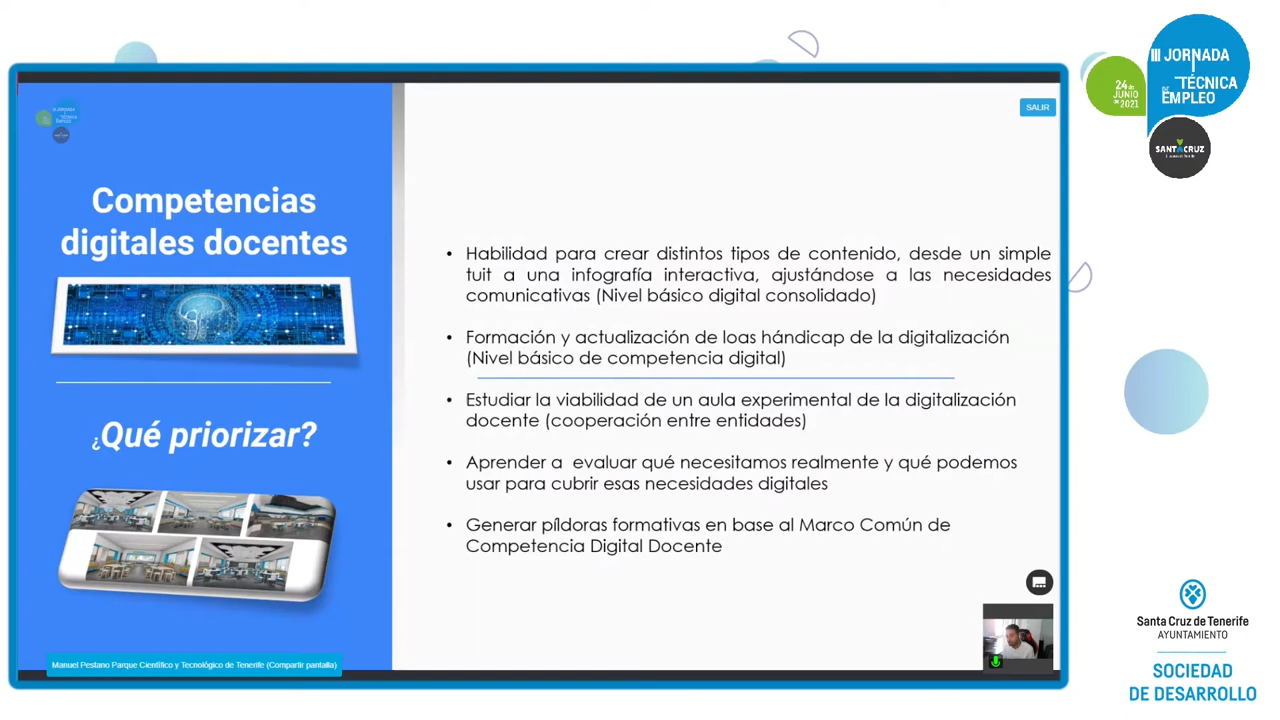 III JORNADA
TÉCNICA
DE EMPLEO
24 de
JUNIO
de 2021
SANTACRUZ
SALIR
Competencias
digitales docentes
¿Qué priorizar?
• Habilidad para crear distintos tipos de contenido, desde un simple
tuit a una infografía interactiva, ajustándose a las necesidades
comunicativas (Nivel básico digital consolidado)
• Formación y actualización de loas hándicap de la digitalización
(Nivel básico de competencia digital)
• Estudiar la viabilidad de un aula experimental de la digitalización
docente (cooperación entre entidades)
• Aprender a evaluar qué necesitamos realmente y qué podemos
usar para cubrir esas necesidades digitales
• Generar píldoras formativas en base al Marco Común de
Competencia Digital Docente
Manuel Pestano Parque Científico y Tecnológico de Tenerife (Compartir pantalla)
Santa Cruz de Tenerife
AYUNTAMIENTO
SOCIEDAD
DE DESARROLLO